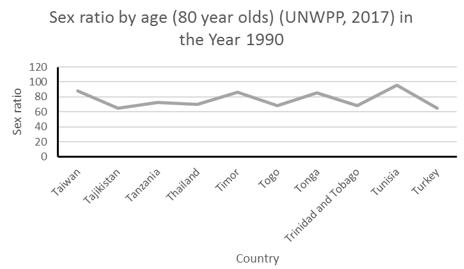 Sex ratio by age (80 year olds) (UNWPP, 2017) in
the Year 1990
120
100
80
60
40
20
0
Sex ratio
Taiwan
Tajikistan
Tanzania
Thailand
Timor
Togo
Tonga
Trinidad and Tobago
Tunisia
Turkey
Country